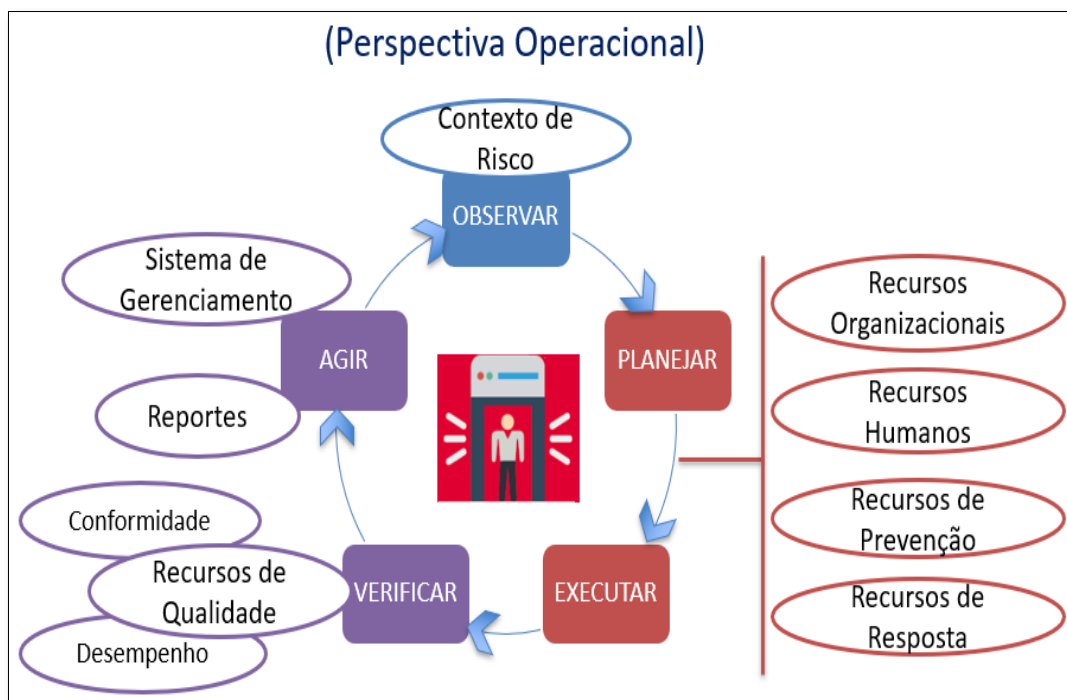 (Perspectiva Operacional)
Contexto de
Risco
OBSERVAR
Sistema de
Gerenciamento
AGIR
Reportes
PLANEJAR
Recursos
Organizacionais
Recursos
Humanos
Recursos de
Prevenção
Recursos de
Resposta
EXECUTAR
VERIFICAR
Conformidade
Recursos de
Qualidade
Desempenho